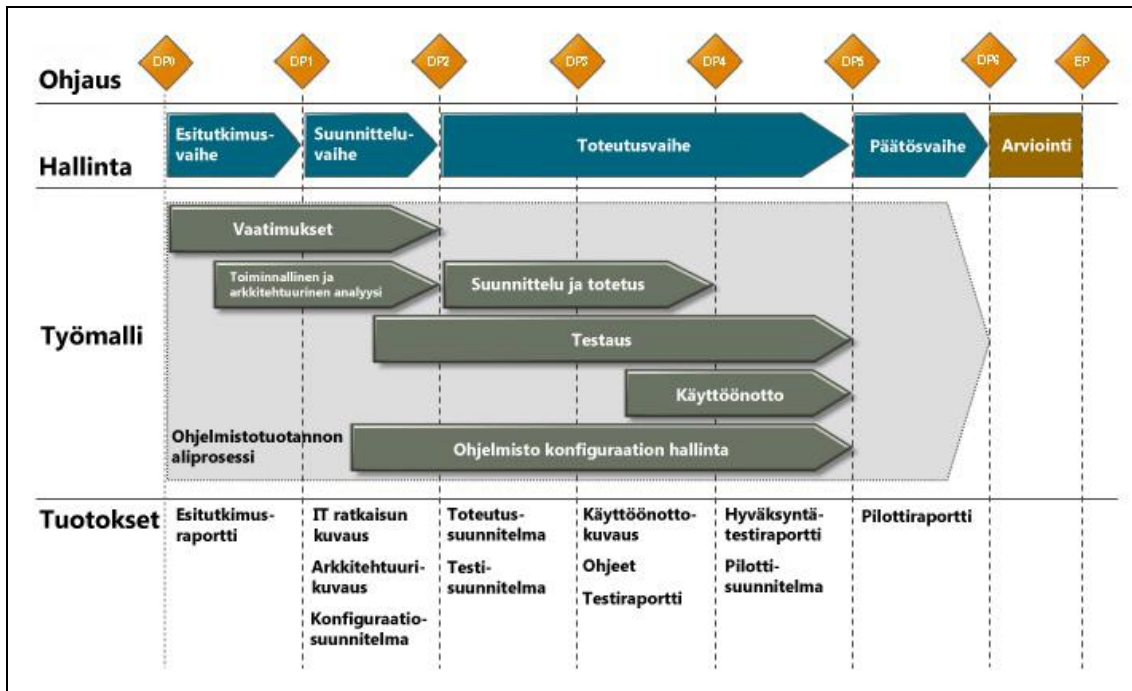 DP0 DP1 DP2 DP3 DP4 DP5 DP6 EP
Ohjaus
Hallinta
Esitutkimus-
vaihe
Suunnittelu-
vaihe
Toteutusvaihe
Päätösvaihe
Arviointi
Työmalli
Vaatimukset
Toiminnallinen ja
arkkitehtuurinen analyysi
Suunnittelu ja totetus
Testaus
Käyttöönotto
Ohjelmistotuotannon
aliprosessi
Ohjelmisto konfiguraation hallinta
Tuotokset
Esitutkimus-
raportti
IT ratkaisun
kuvaus
Arkkitehtuuri-
kuvaus
Konfiguraatio-
suunnitelma
Toteutus-
suunnitelma
Testi-
suunnitelma
Käyttöönotto-
kuvaus
Ohjeet
Testiraportti
Hyväksyntä-
testiraportti
Pilotti-
suunnitelma
Pilottiraportti